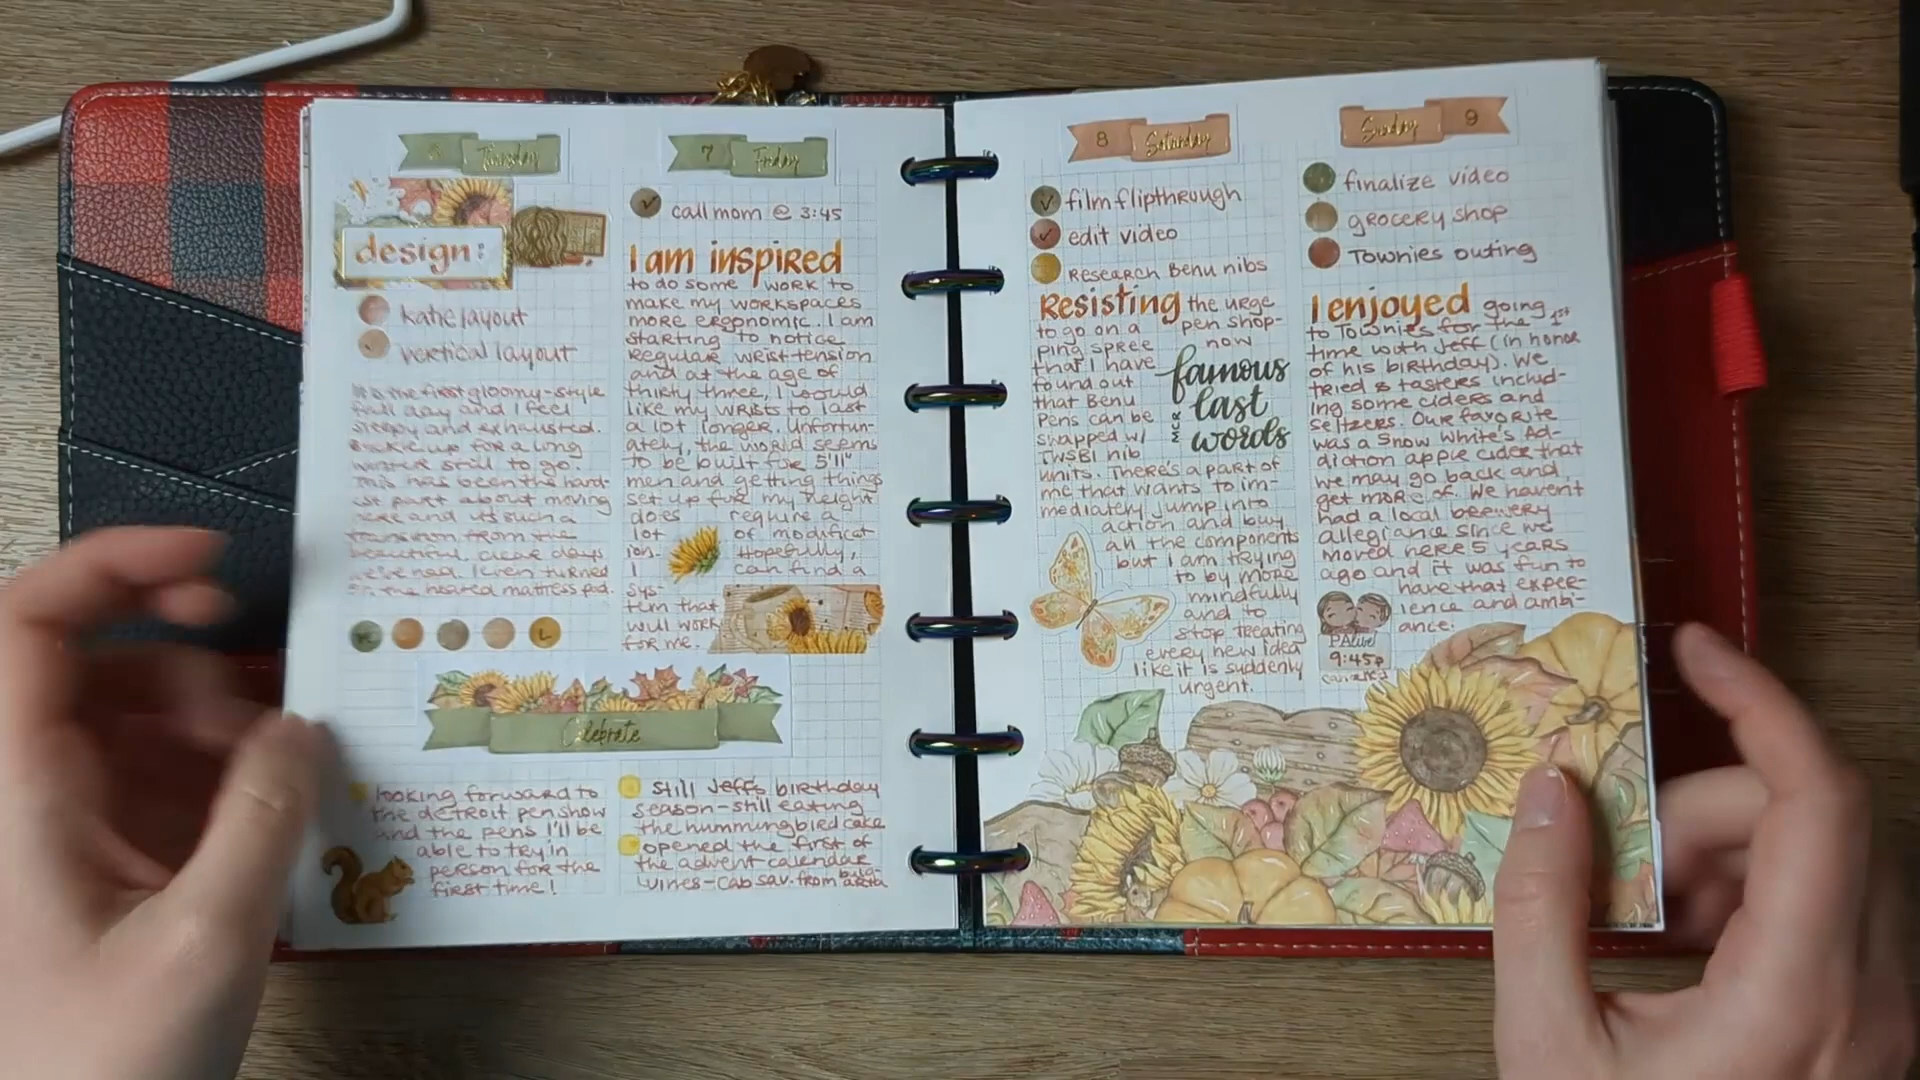 Thursday
design:
katie layout
vertical layout
It's the first gloomy-style
fall day and I feel
sleepy and exhausted.
up for a long
winter still to go.
This has been the hard-
est part about moving
here and it's such a
transition from the
beautiful, clear days
we've had. I even turned
on the heated mattress pad.
Celebrate
looking forward to
the detroit pen show
and the pens I'll be
able to try in
person for the
first time!
7 Friday
call mom @ 3:45
I am inspired
to do some work to
make my workspaces
more ergonomic. I am
starting to notice
regular wrist tension
and at the age of
thirty three, I would
like my wrists to last
a lot longer. Unfortun-
ately, the world seems
to be built for 5'11"
men and getting things
set up for my height
does require a
lot of modificat
ion. Hopefully,
I can find a
sys-
tem that
will work
for me.
still Jeff's birthday
season - still eating
the hummingbird cake
opened the first of
the advent calendar
wines - cab sav. from
8 Saturday
film flipthrough
edit video
research Benu nibs
Resisting the urge
to go on a pen shop-
ping spree now
that I have
found out
that Benu
Pens can be
swapped w/
TWSBI nib
famous
last
words
MCR
units. There's a part of
me that wants to im-
mediately jump into
action and buy
all the components
but I am trying
to by more
mindfully
and to
stop treating
every new idea
like it is suddenly
urgent.
Sunday 9
finalize video
grocery shop
Townies outing
I enjoyed going
to Townies for the 1st
time with Jeff (in honor
of his birthday). We
tried 8 tasters includ-
ing some ciders and
seltzers. Our favorite
was a Snow White's Ad-
diction apple cider that
we may go back and
get more of. We haven't
had a local brewery
allegiance since we
moved here 5 years
ago and it was fun to
have that exper-
ience and ambi-
ance.
PALive!
9:45p